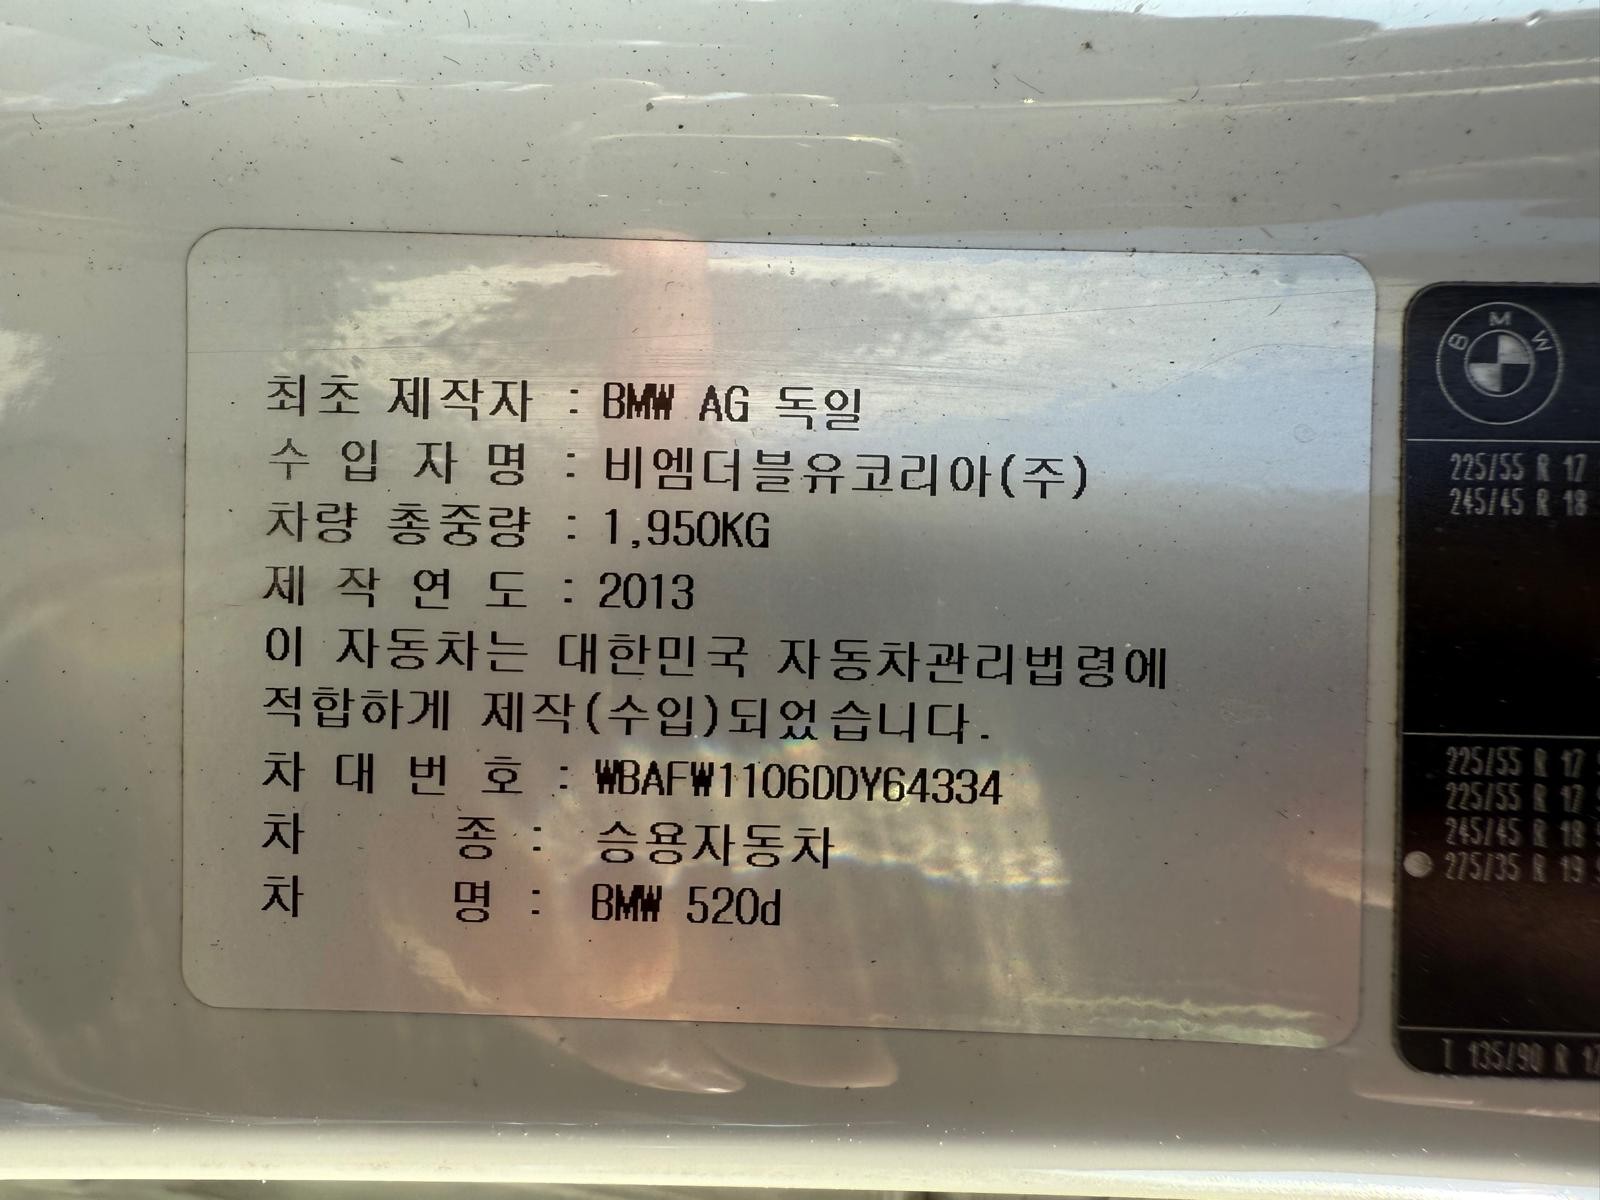 최초 제작자 : BMW AG 독일
수 입 자 명 : 비엠더블유코리아(주)
차량 총중량 : 1,950KG
제 작 연 도 : 2013
이 자동차는 대한민국 자동차관리법령에
적합하게 제작(수입)되었습니다.
차 대 번 호 : WBAFW1106DDY64334
차 종 : 승용자동차
차 명 : BMW 520d
BMW
225/55 R 17
245/45 R 18
225/55 R 17
225/55 R 17
245/45 R 18
275/35 R 19
T 135/90 R 17